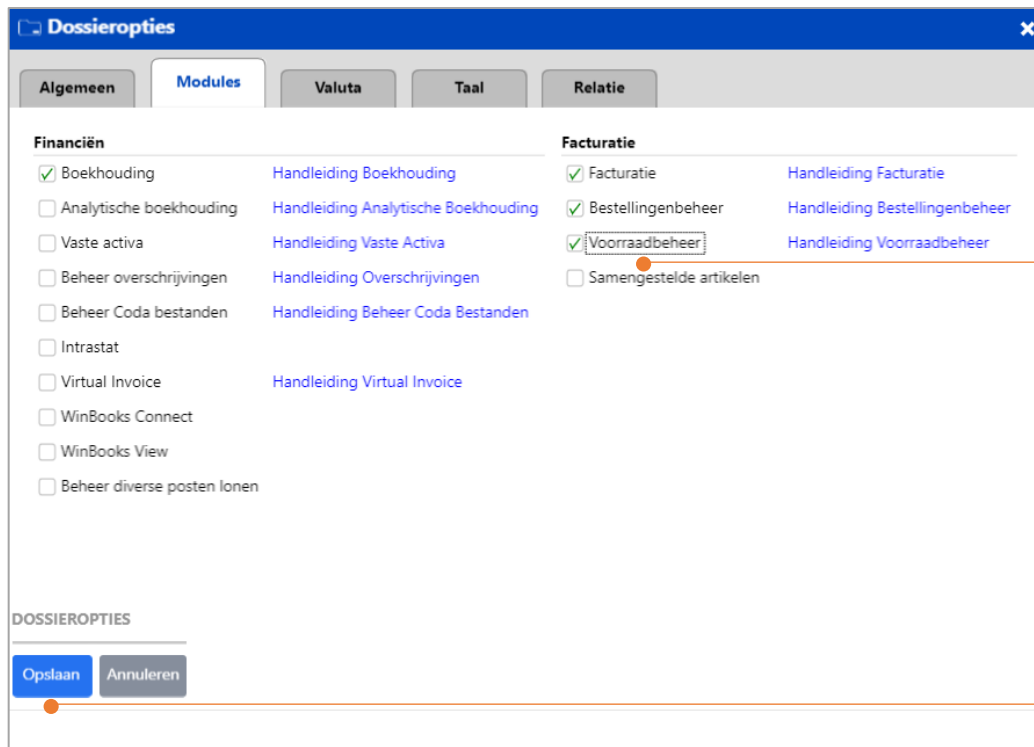 Dossieropties
Algemeen Modules Valuta Taal Relatie
Financiën
Boekhouding Handleiding Boekhouding
Analytische boekhouding Handleiding Analytische Boekhouding
Vaste activa Handleiding Vaste Activa
Beheer overschrijvingen Handleiding Overschrijvingen
Beheer Coda bestanden Handleiding Beheer Coda Bestanden
Intrastat
Virtual Invoice Handleiding Virtual Invoice
WinBooks Connect
WinBooks View
Beheer diverse posten lonen
Facturatie
Facturatie Handleiding Facturatie
Bestellingenbeheer Handleiding Bestellingenbeheer
Voorraadbeheer Handleiding Voorraadbeheer
Samengestelde artikelen
DOSSIEROPTIES
Opslaan Annuleren